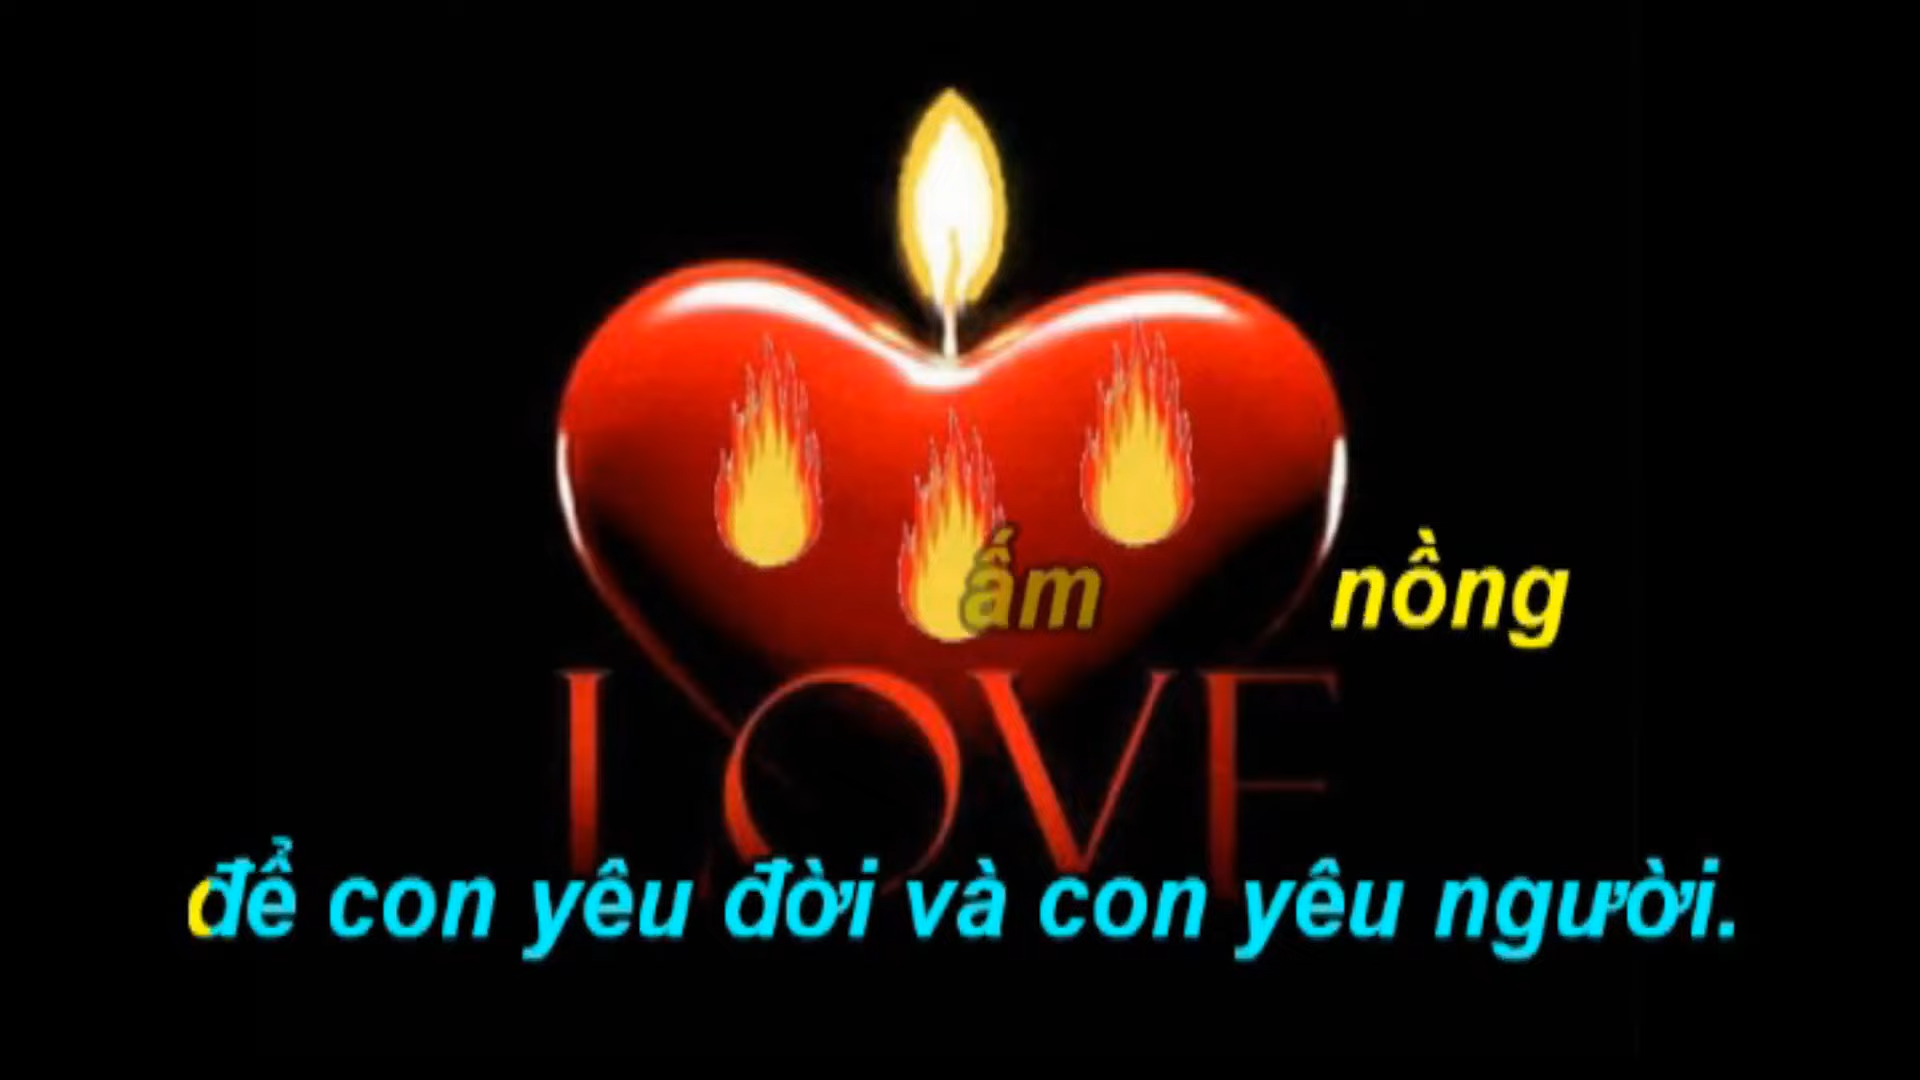 ấm nồng
LOVE
để con yêu đời và con yêu người.